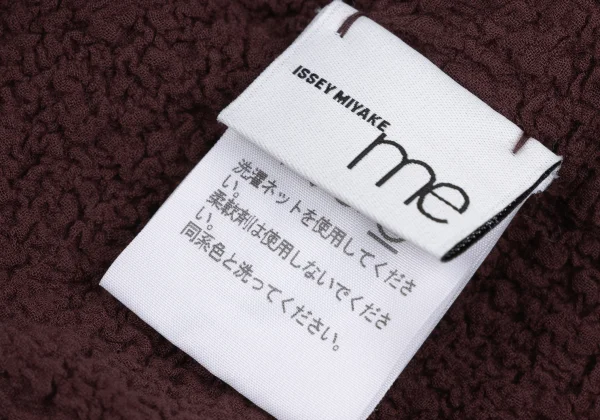 ISSEY MIYAKE
me
洗濯ネットを使用してくださ
い。
柔軟剤は使用しないでくださ
い。
同系色と洗ってください。